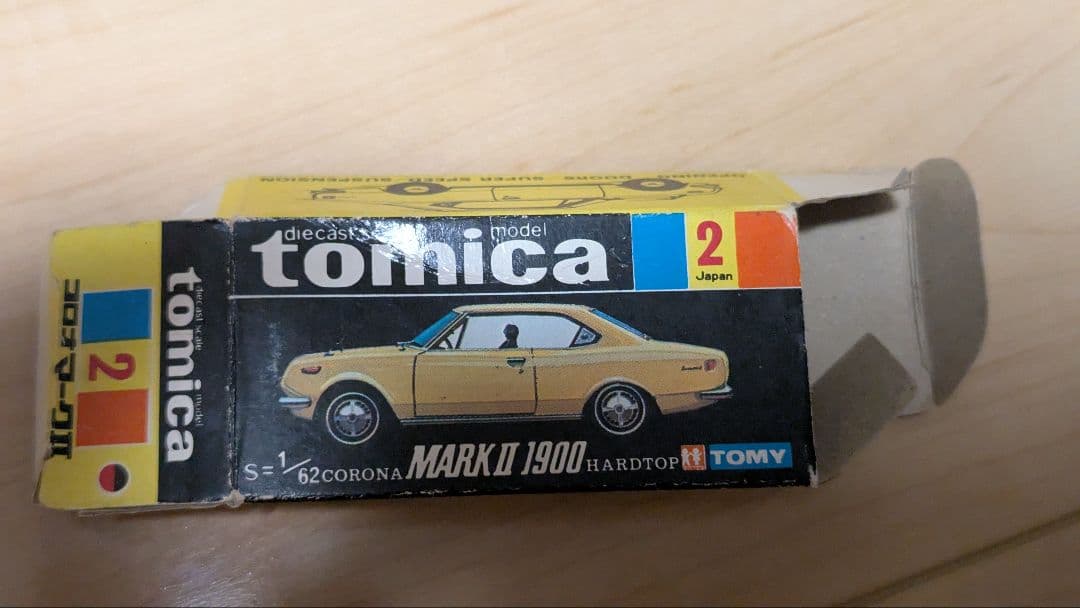 OPENING DOORS SUPER SPEED SUSPENSION
diecast scale model
tomica
2
Japan
S=1/62 CORONA MARK II 1900 HARDTOP
TOMY
diecast scale model
tomica
2
コロナマークII